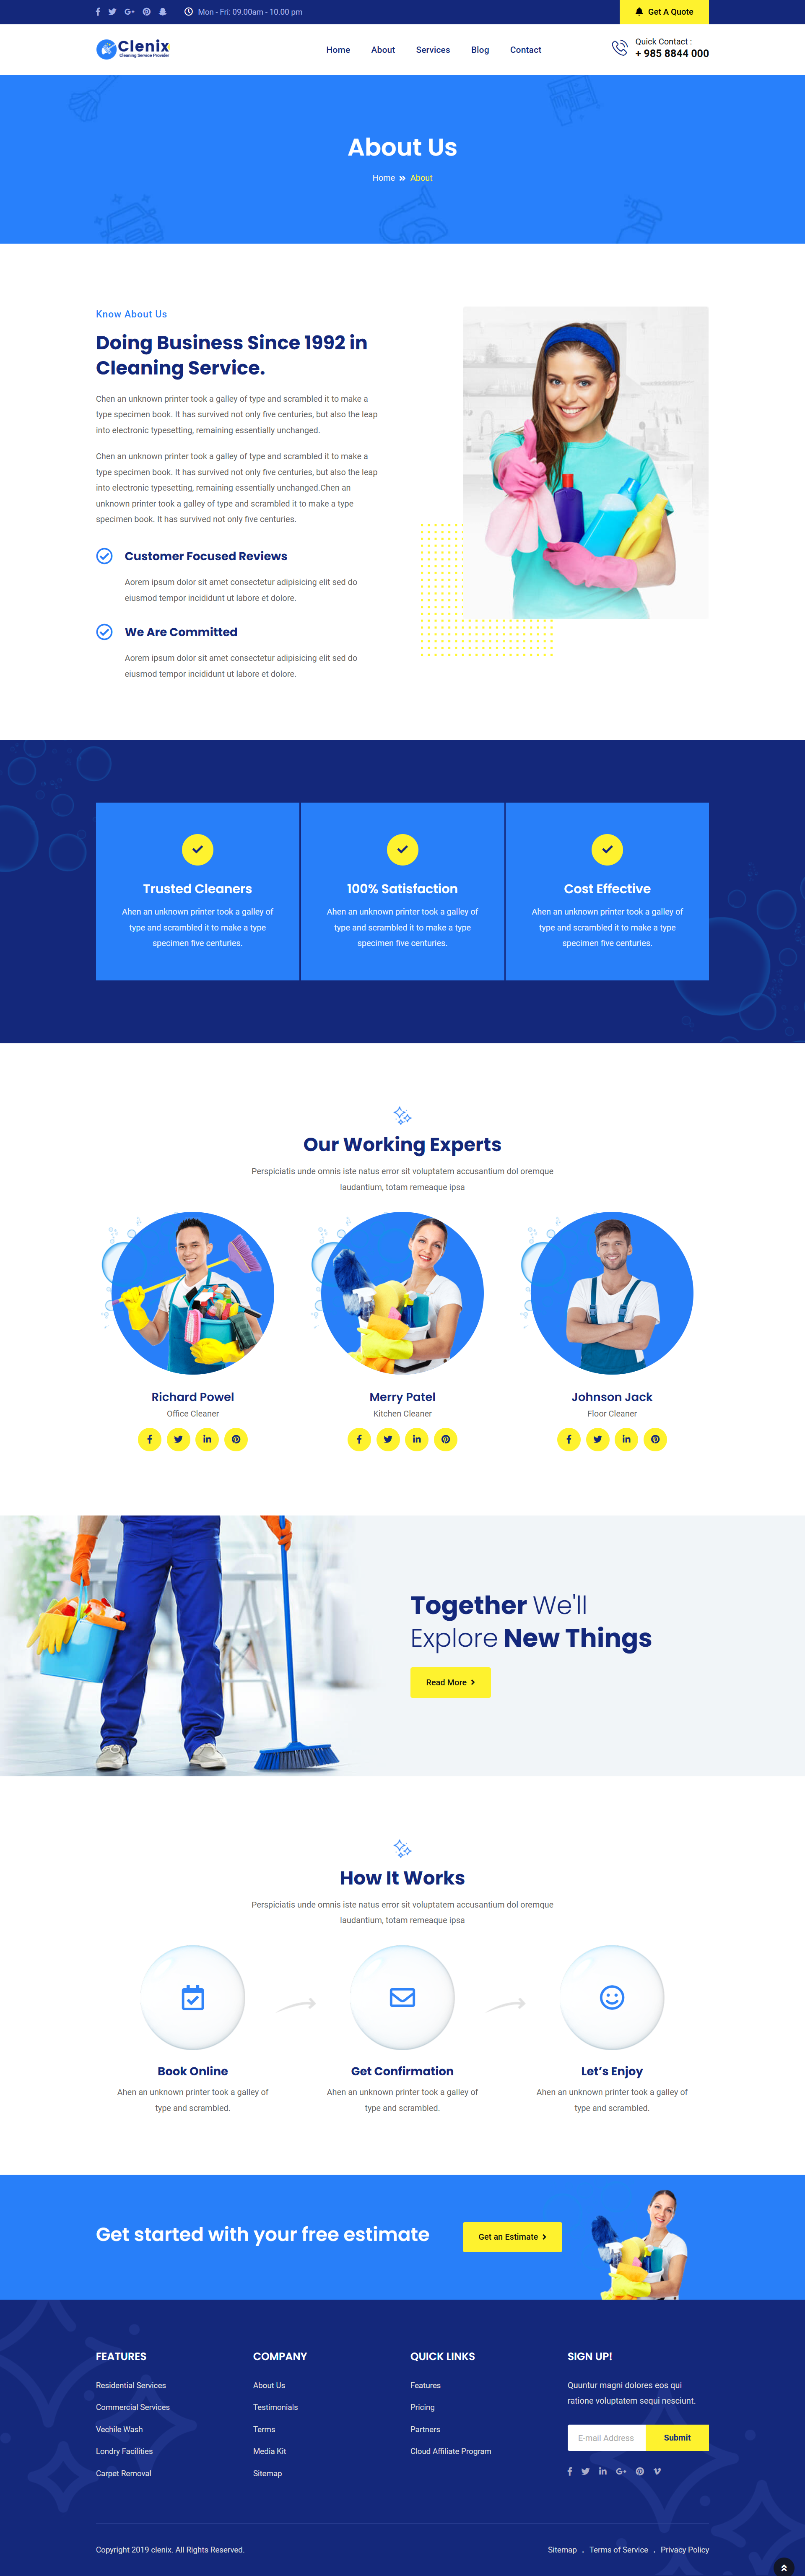 Mon - Fri: 09.00am - 10.00 pm
Get A Quote
Clenix
Cleaning Service Provider
Home
About
Services
Blog
Contact
Quick Contact :
+ 985 8844 000
About Us
Home » About
Know About Us
Doing Business Since 1992 in
Cleaning Service.
Chen an unknown printer took a galley of type and scrambled it to make a
type specimen book. It has survived not only five centuries, but also the leap
into electronic typesetting, remaining essentially unchanged.
Chen an unknown printer took a galley of type and scrambled it to make a
type specimen book. It has survived not only five centuries, but also the leap
into electronic typesetting, remaining essentially unchanged.Chen an
unknown printer took a galley of type and scrambled it to make a type
specimen book. It has survived not only five centuries.
Customer Focused Reviews
Aorem ipsum dolor sit amet consectetur adipisicing elit sed do
eiusmod tempor incididunt ut labore et dolore.
We Are Committed
Aorem ipsum dolor sit amet consectetur adipisicing elit sed do
eiusmod tempor incididunt ut labore et dolore.
Trusted Cleaners
Ahen an unknown printer took a galley of
type and scrambled it to make a type
specimen five centuries.
100% Satisfaction
Ahen an unknown printer took a galley of
type and scrambled it to make a type
specimen five centuries.
Cost Effective
Ahen an unknown printer took a galley of
type and scrambled it to make a type
specimen five centuries.
Our Working Experts
Perspiciatis unde omnis iste natus error sit voluptatem accusantium dol oremque
laudantium, totam remeaque ipsa
Richard Powel
Office Cleaner
Merry Patel
Kitchen Cleaner
Johnson Jack
Floor Cleaner
Together We'll
Explore New Things
Read More
How It Works
Perspiciatis unde omnis iste natus error sit voluptatem accusantium dol oremque
laudantium, totam remeaque ipsa
Book Online
Ahen an unknown printer took a galley of
type and scrambled.
Get Confirmation
Ahen an unknown printer took a galley of
type and scrambled.
Let's Enjoy
Ahen an unknown printer took a galley of
type and scrambled.
Get started with your free estimate
Get an Estimate
FEATURES
Residential Services
Commercial Services
Vechile Wash
Londry Facilities
Carpet Removal
COMPANY
About Us
Testimonials
Terms
Media Kit
Sitemap
QUICK LINKS
Features
Pricing
Partners
Cloud Affiliate Program
SIGN UP!
Quuntur magni dolores eos qui
ratione voluptatem sequi nesciunt.
E-mail Address
Submit
Copyright 2019 clenix. All Rights Reserved.
Sitemap . Terms of Service . Privacy Policy